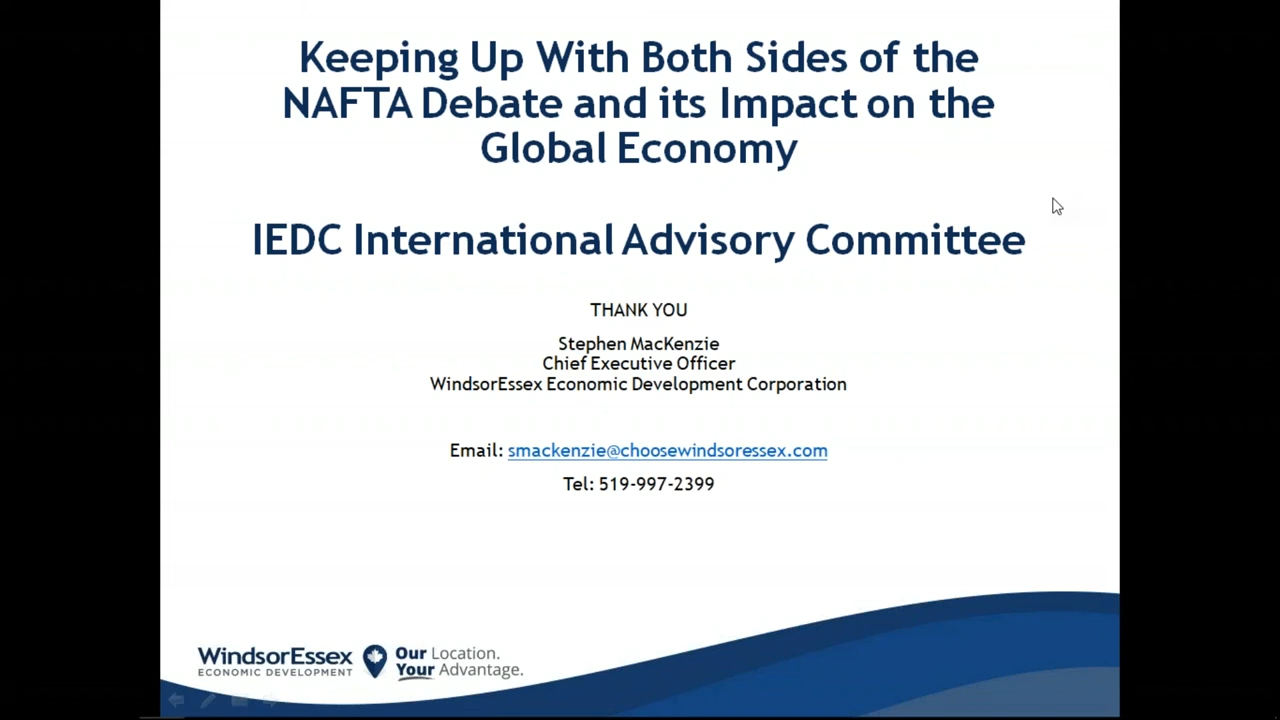 Keeping Up With Both Sides of the
NAFTA Debate and its Impact on the
Global Economy
IEDC International Advisory Committee
THANK YOU
Stephen MacKenzie
Chief Executive Officer
WindsorEssex Economic Development Corporation
Email: smackenzie@choosewindsoressex.com
Tel: 519-997-2399
WindsorEssex
ECONOMIC DEVELOPMENT
Our Location.
Your Advantage.